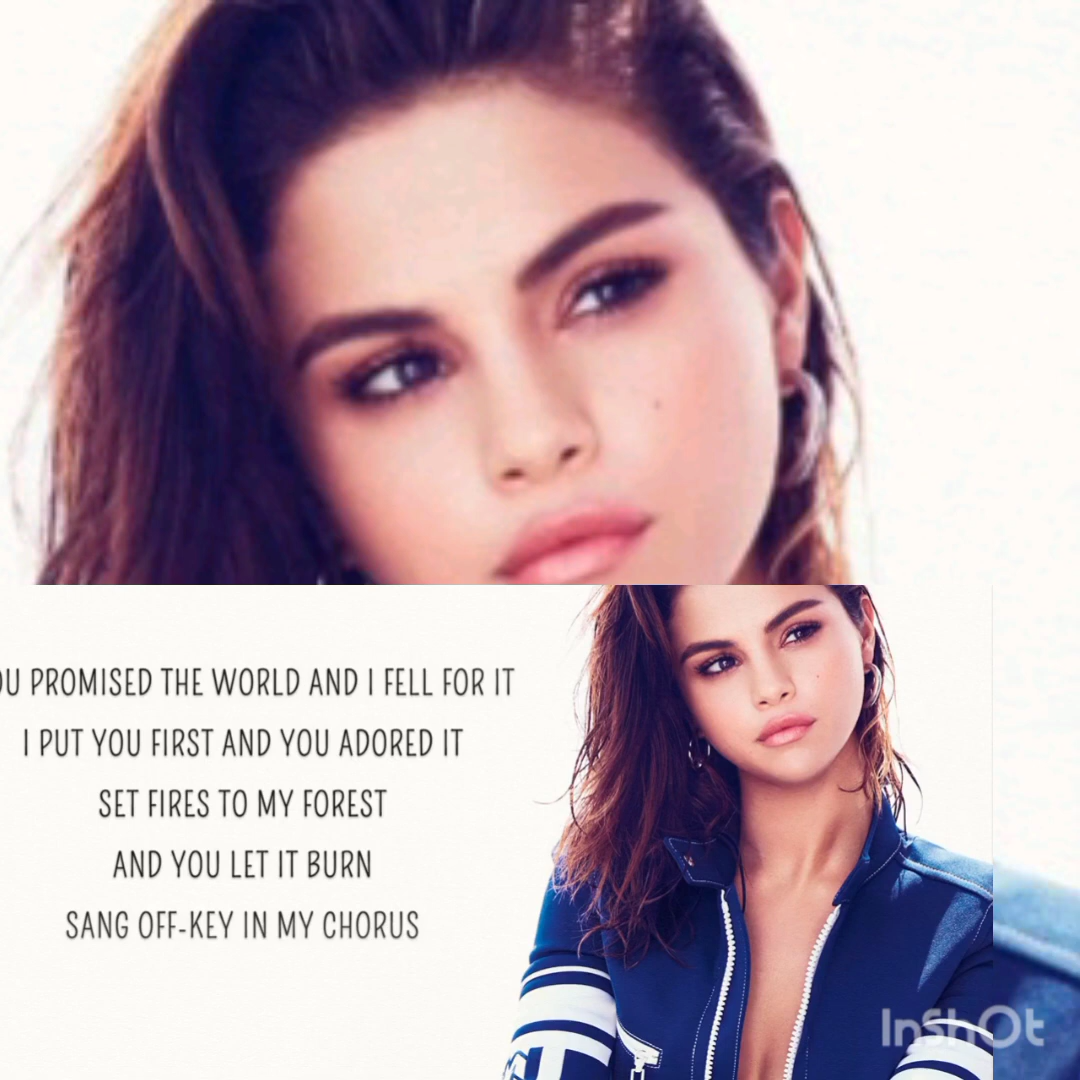 OU PROMISED THE WORLD AND I FELL FOR IT
I PUT YOU FIRST AND YOU ADORED IT
SET FIRES TO MY FOREST
AND YOU LET IT BURN
SANG OFF-KEY IN MY CHORUS
InShOt